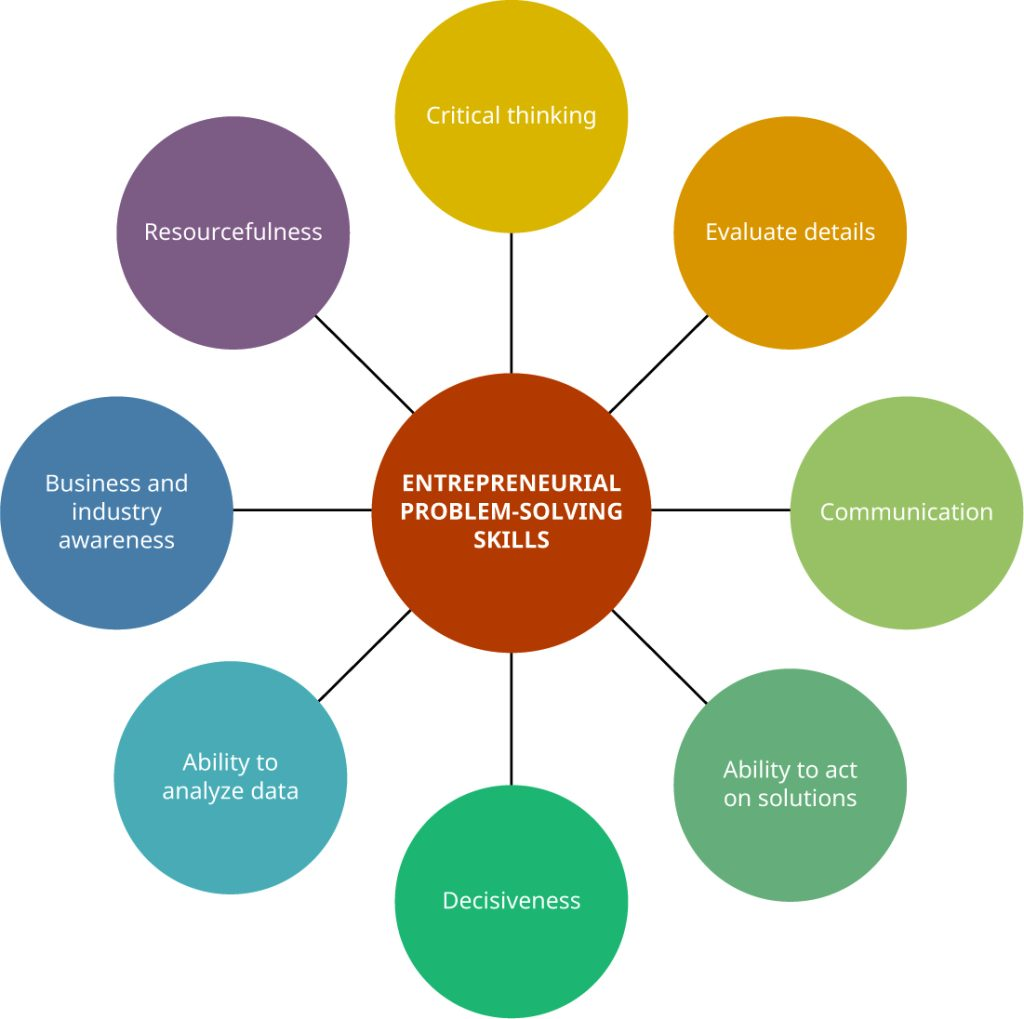 Critical thinking
Resourcefulness
Evaluate details
Business and
industry
awareness
ENTREPRENEURIAL
PROBLEM-SOLVING
SKILLS
Communication
Ability to
analyze data
Ability to act
on solutions
Decisiveness